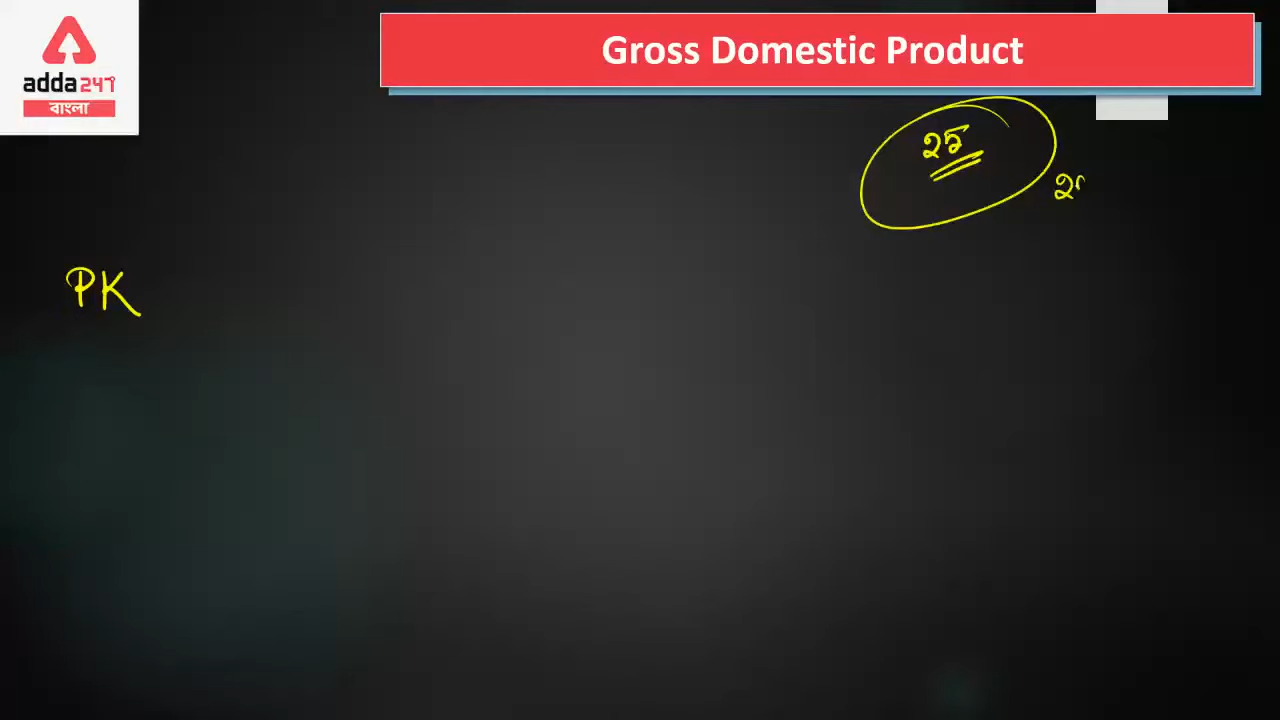 Gross Domestic Product
adda247
বাংলা
PK